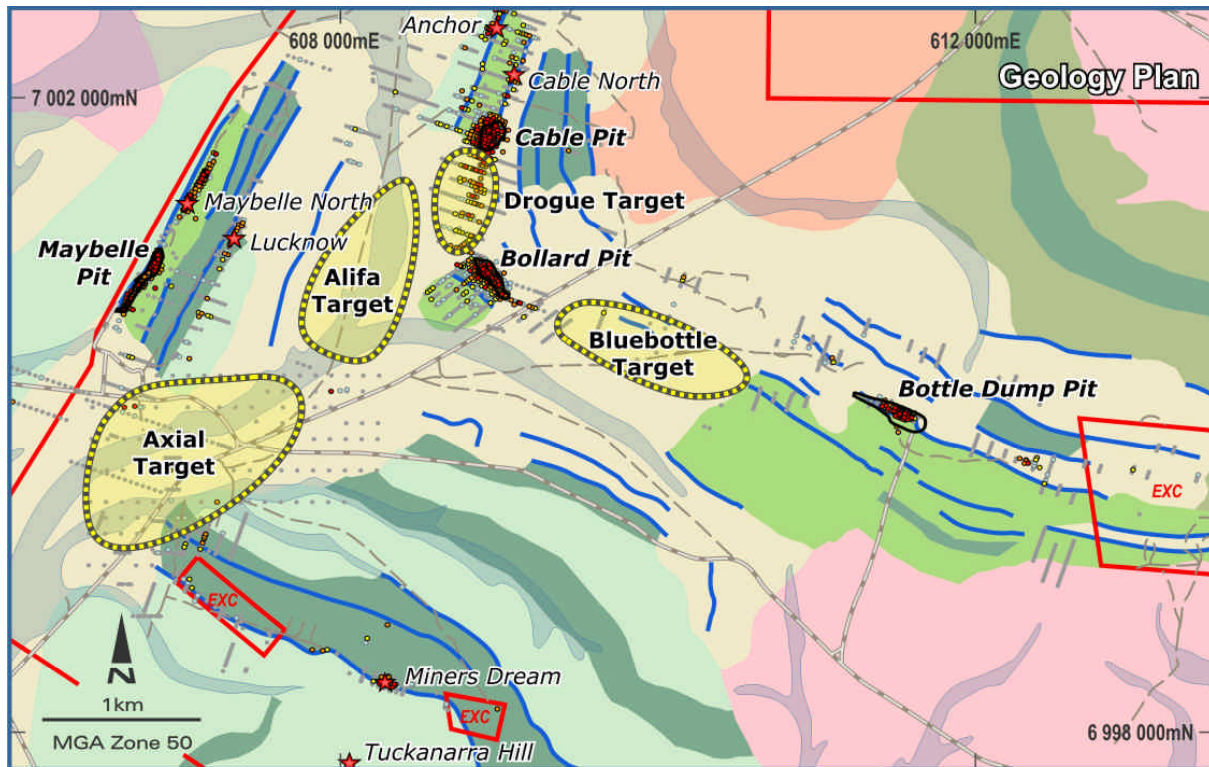 Anchor
608 000mE
612 000mE
Geology Plan
Cable North
7 002 000mN
Cable Pit
Maybelle North
Drogue Target
Lucknow
Maybelle
Pit
Bollard Pit
Alifa
Target
Bluebottle
Target
Bottle Dump Pit
Axial
Target
EXC
EXC
N
Miners Dream
1km
EXC
MGA Zone 50
6 998 000mN
Tuckanarra Hill